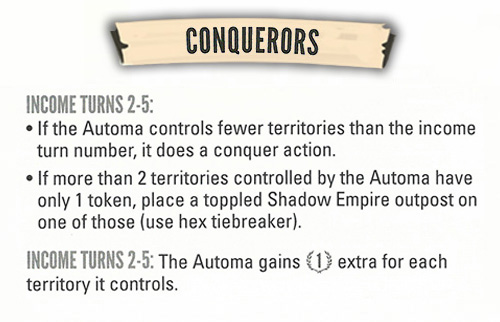 CONQUERORS
INCOME TURNS 2-5:
• If the Automa controls fewer territories than the income
turn number, it does a conquer action.
• If more than 2 territories controlled by the Automa have
only 1 token, place a toppled Shadow Empire outpost on
one of those (use hex tiebreaker).
INCOME TURNS 2-5: The Automa gains 1 extra for each
territory it controls.